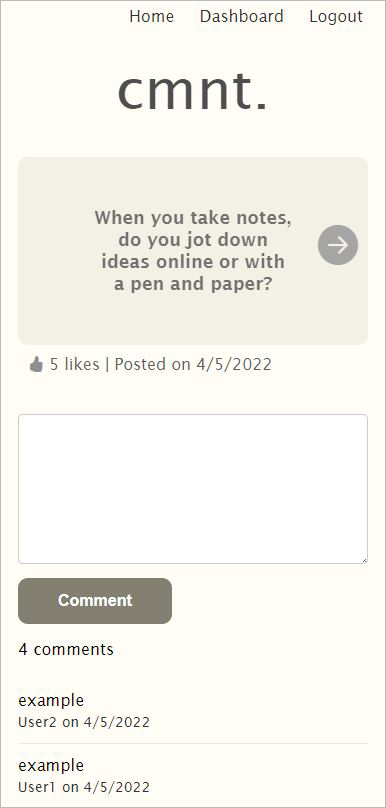 Home Dashboard Logout
cmnt.
When you take notes,
do you jot down
ideas online or with
a pen and paper?
5 likes | Posted on 4/5/2022
Comment
4 comments
example
User2 on 4/5/2022
example
User1 on 4/5/2022